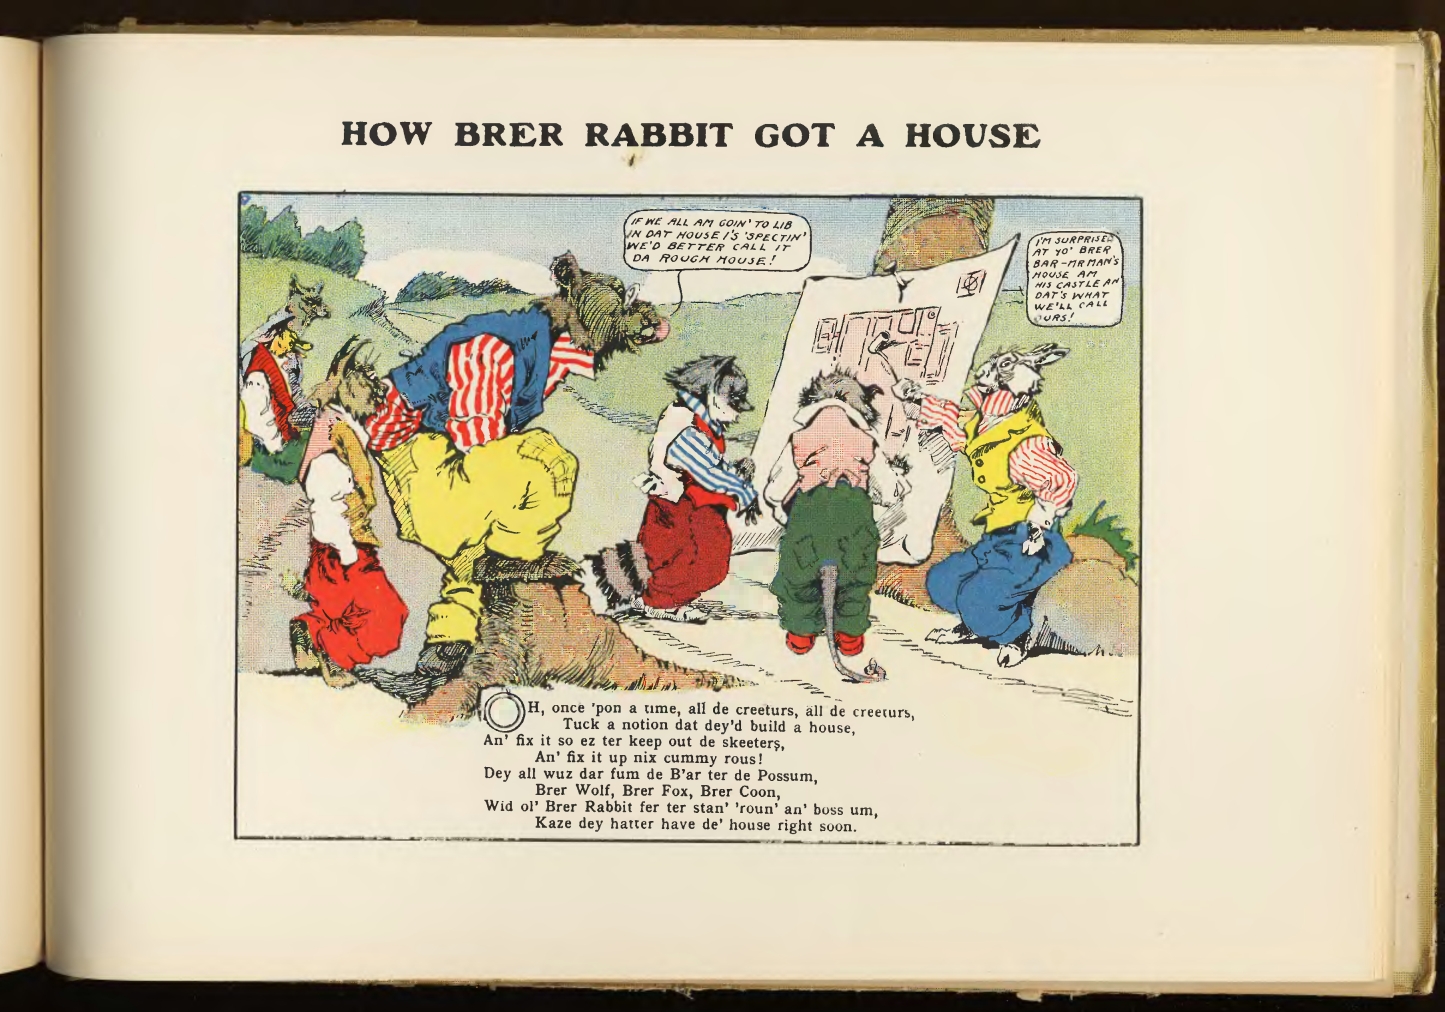 HOW BRER RABBIT GOT A HOUSE
IF WE ALL AM GOIN' TO LIB
IN DAT HOUSE I'S 'SPECTIN'
WE'D BETTER CALL IT
DA ROUGH HOUSE!
I'M SURPRISED
AT YO' BRER
BAR-MR MAN'S
HOUSE AM
HIS CASTLE AN
DAT'S WHAT
WE'LL CALL
OURS!
OH, once 'pon a time, all de creeturs, all de creeturs,
Tuck a notion dat dey'd build a house,
An' fix it so ez ter keep out de skeeters,
An' fix it up nix cummy rous!
Dey all wuz dar fum de B'ar ter de Possum,
Brer Wolf, Brer Fox, Brer Coon,
Wid ol' Brer Rabbit fer ter stan' 'roun' an' boss um,
Kaze dey hatter have de' house right soon.